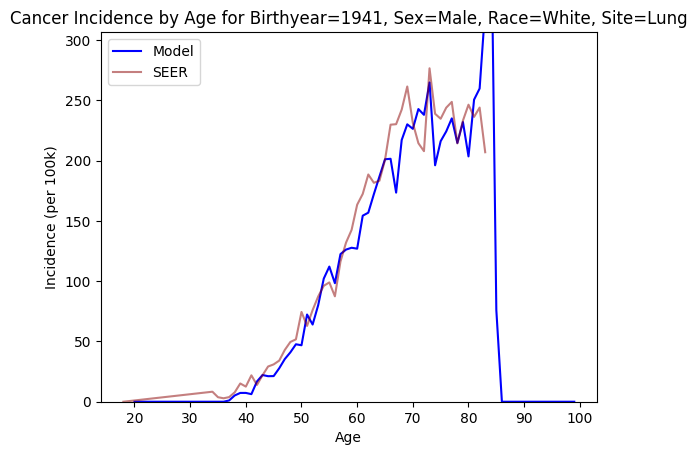 Cancer Incidence by Age for Birthyear=1941, Sex=Male, Race=White, Site=Lung
Model
SEER
Incidence (per 100k)
300
250
200
150
100
50
0
20 30 40 50 60 70 80 90 100
Age